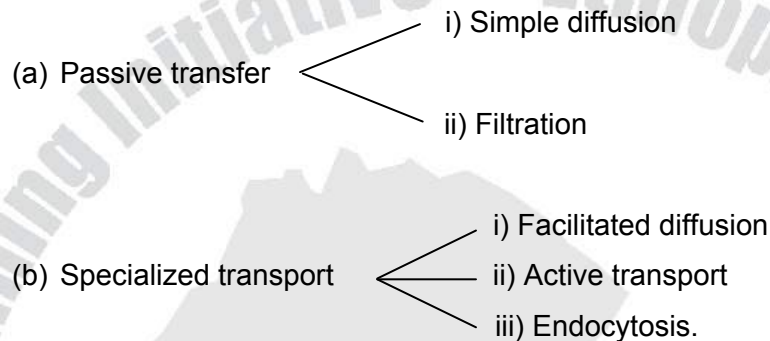 i) Simple diffusion
(a) Passive transfer
ii) Filtration
i) Facilitated diffusion
(b) Specialized transport
ii) Active transport
iii) Endocytosis.